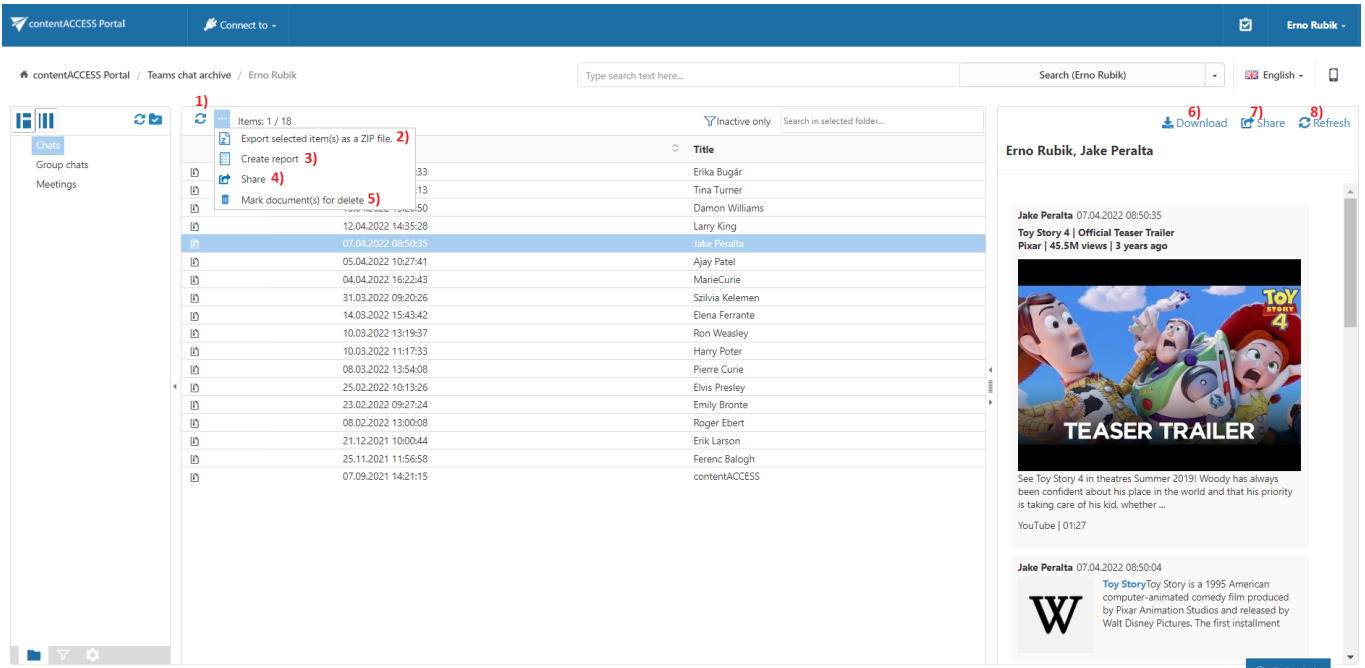 contentACCESS Portal
Connect to
Erno Rubik
contentACCESS Portal / Teams chat archive / Erno Rubik
Type search text here...
Search (Erno Rubik)
English
1)
Items: 1 / 18
Inactive only
Search in selected folder...
6)
7)
8)
Download
Share
Refresh
Chats
Group chats
Meetings
Export selected item(s) as a ZIP file. 2)
Create report 3)
Share 4)
Mark document(s) for delete 5)
Title
:33 Erika Bugár
:13 Tina Turner
:50 Damon Williams
12.04.2022 14:35:28 Larry King
07.04.2022 08:50:35 Jake Peralta
05.04.2022 10:27:41 Ajay Patel
04.04.2022 16:22:43 MarieCurie
31.03.2022 09:20:26 Szilvia Kelemen
14.03.2022 15:43:42 Elena Ferrante
10.03.2022 13:19:37 Ron Weasley
10.03.2022 11:17:33 Harry Poter
08.03.2022 13:54:08 Pierre Curie
25.02.2022 10:13:26 Elvis Presley
23.02.2022 09:27:24 Emily Bronte
08.02.2022 13:00:08 Roger Ebert
21.12.2021 10:00:44 Erik Larson
25.11.2021 11:56:58 Ferenc Balogh
07.09.2021 14:21:15 contentACCESS
Erno Rubik, Jake Peralta
Jake Peralta 07.04.2022 08:50:35
Toy Story 4 | Official Teaser Trailer
Pixar | 45.5M views | 3 years ago
TOY
STORY
4
TEASER TRAILER
See Toy Story 4 in theatres Summer 2019! Woody has always
been confident about his place in the world and that his priority
is taking care of his kid, whether ...
YouTube | 01:27
Jake Peralta 07.04.2022 08:50:04
Toy StoryToy Story is a 1995 American
computer-animated comedy film produced
by Pixar Animation Studios and released by
Walt Disney Pictures. The first installment
W